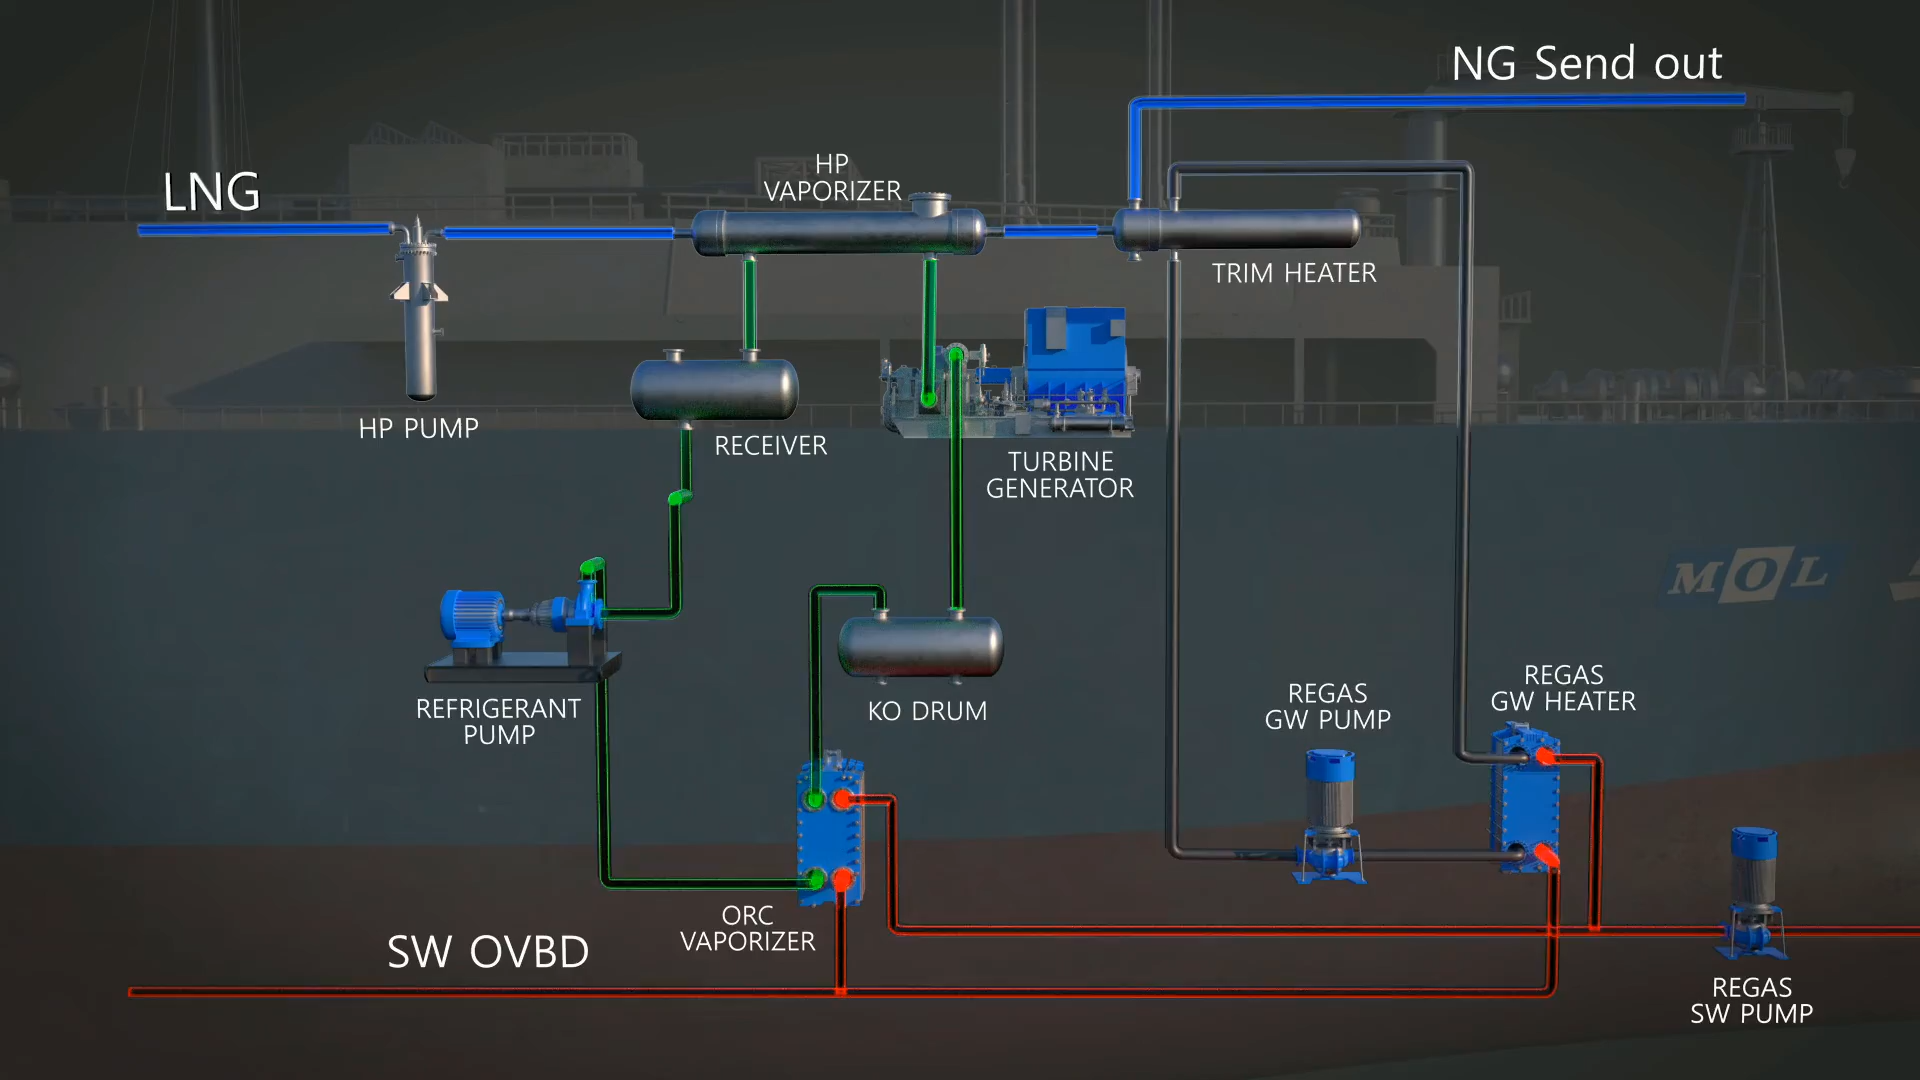 NG Send out
LNG
HP
VAPORIZER
TRIM HEATER
HP PUMP
RECEIVER
TURBINE
GENERATOR
MOL
REFRIGERANT
PUMP
KO DRUM
REGAS
GW PUMP
REGAS
GW HEATER
ORC
VAPORIZER
SW OVBD
REGAS
SW PUMP